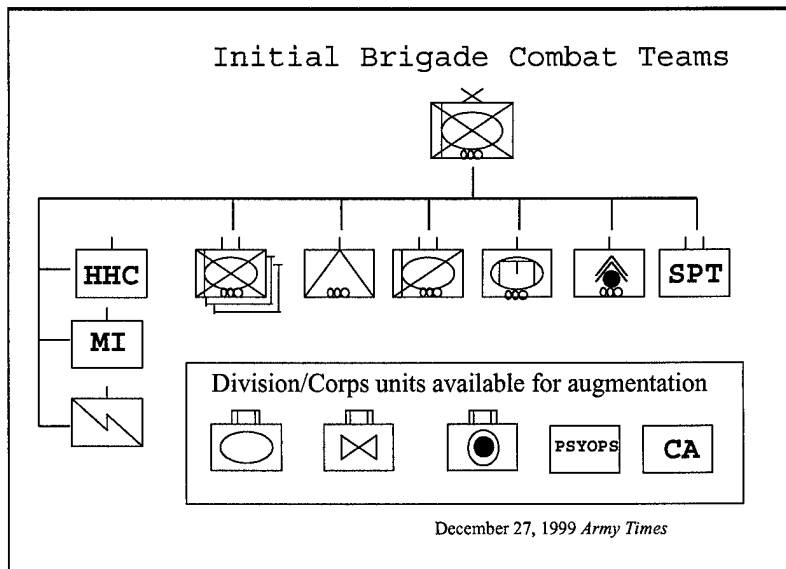 Initial Brigade Combat Teams
HHC
SPT
MI
Division/Corps units available for augmentation
PSYOPS
CA
December 27, 1999 Army Times